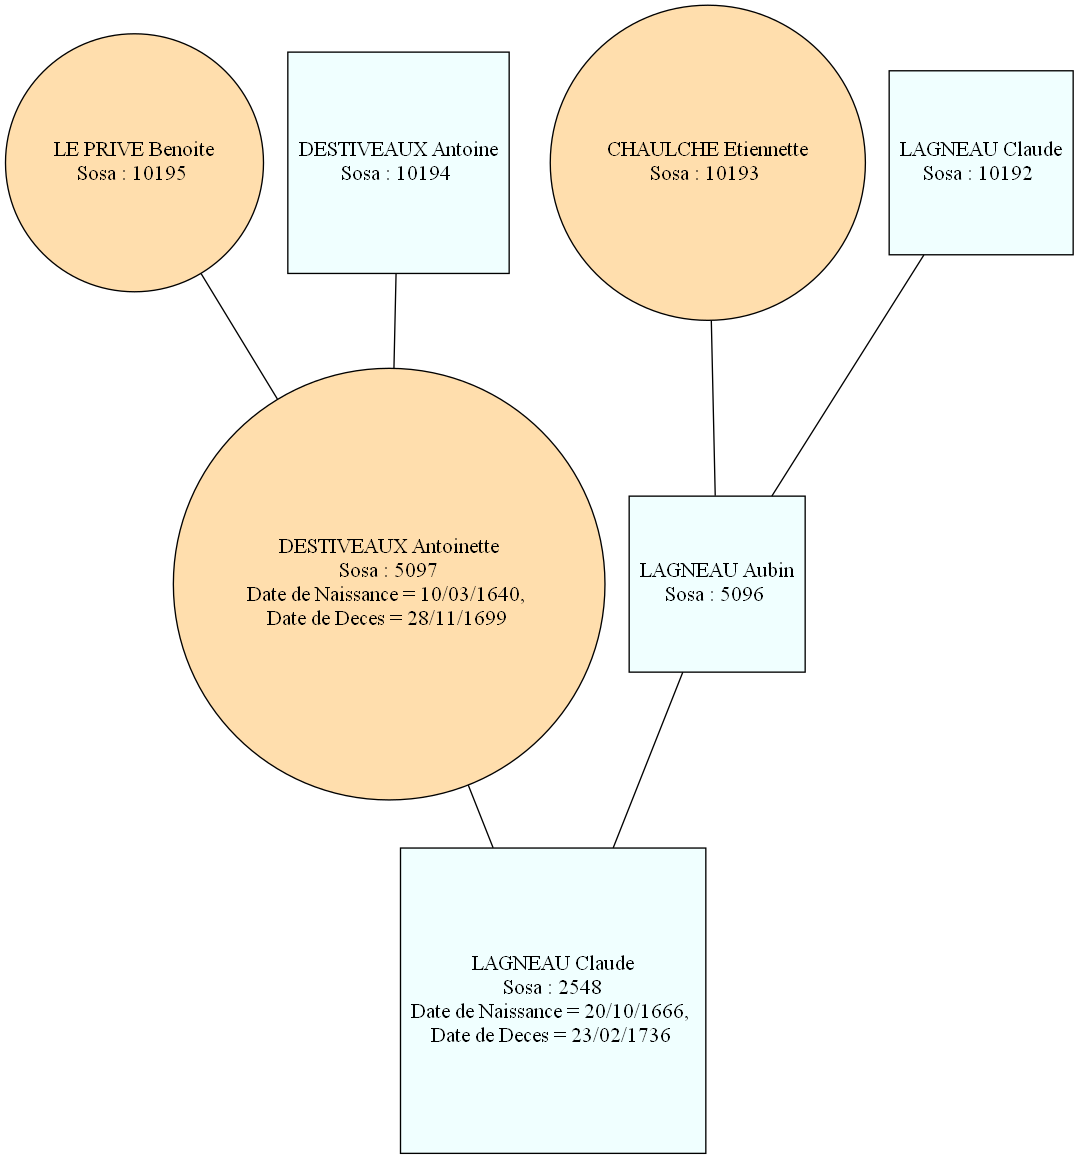 LE PRIVE Benoite
Sosa : 10195
DESTIVEAUX Antoine
Sosa : 10194
CHAULCHE Etiennette
Sosa : 10193
LAGNEAU Claude
Sosa : 10192
DESTIVEAUX Antoinette
Sosa : 5097
Date de Naissance = 10/03/1640,
Date de Deces = 28/11/1699
LAGNEAU Aubin
Sosa : 5096
LAGNEAU Claude
Sosa : 2548
Date de Naissance = 20/10/1666,
Date de Deces = 23/02/1736